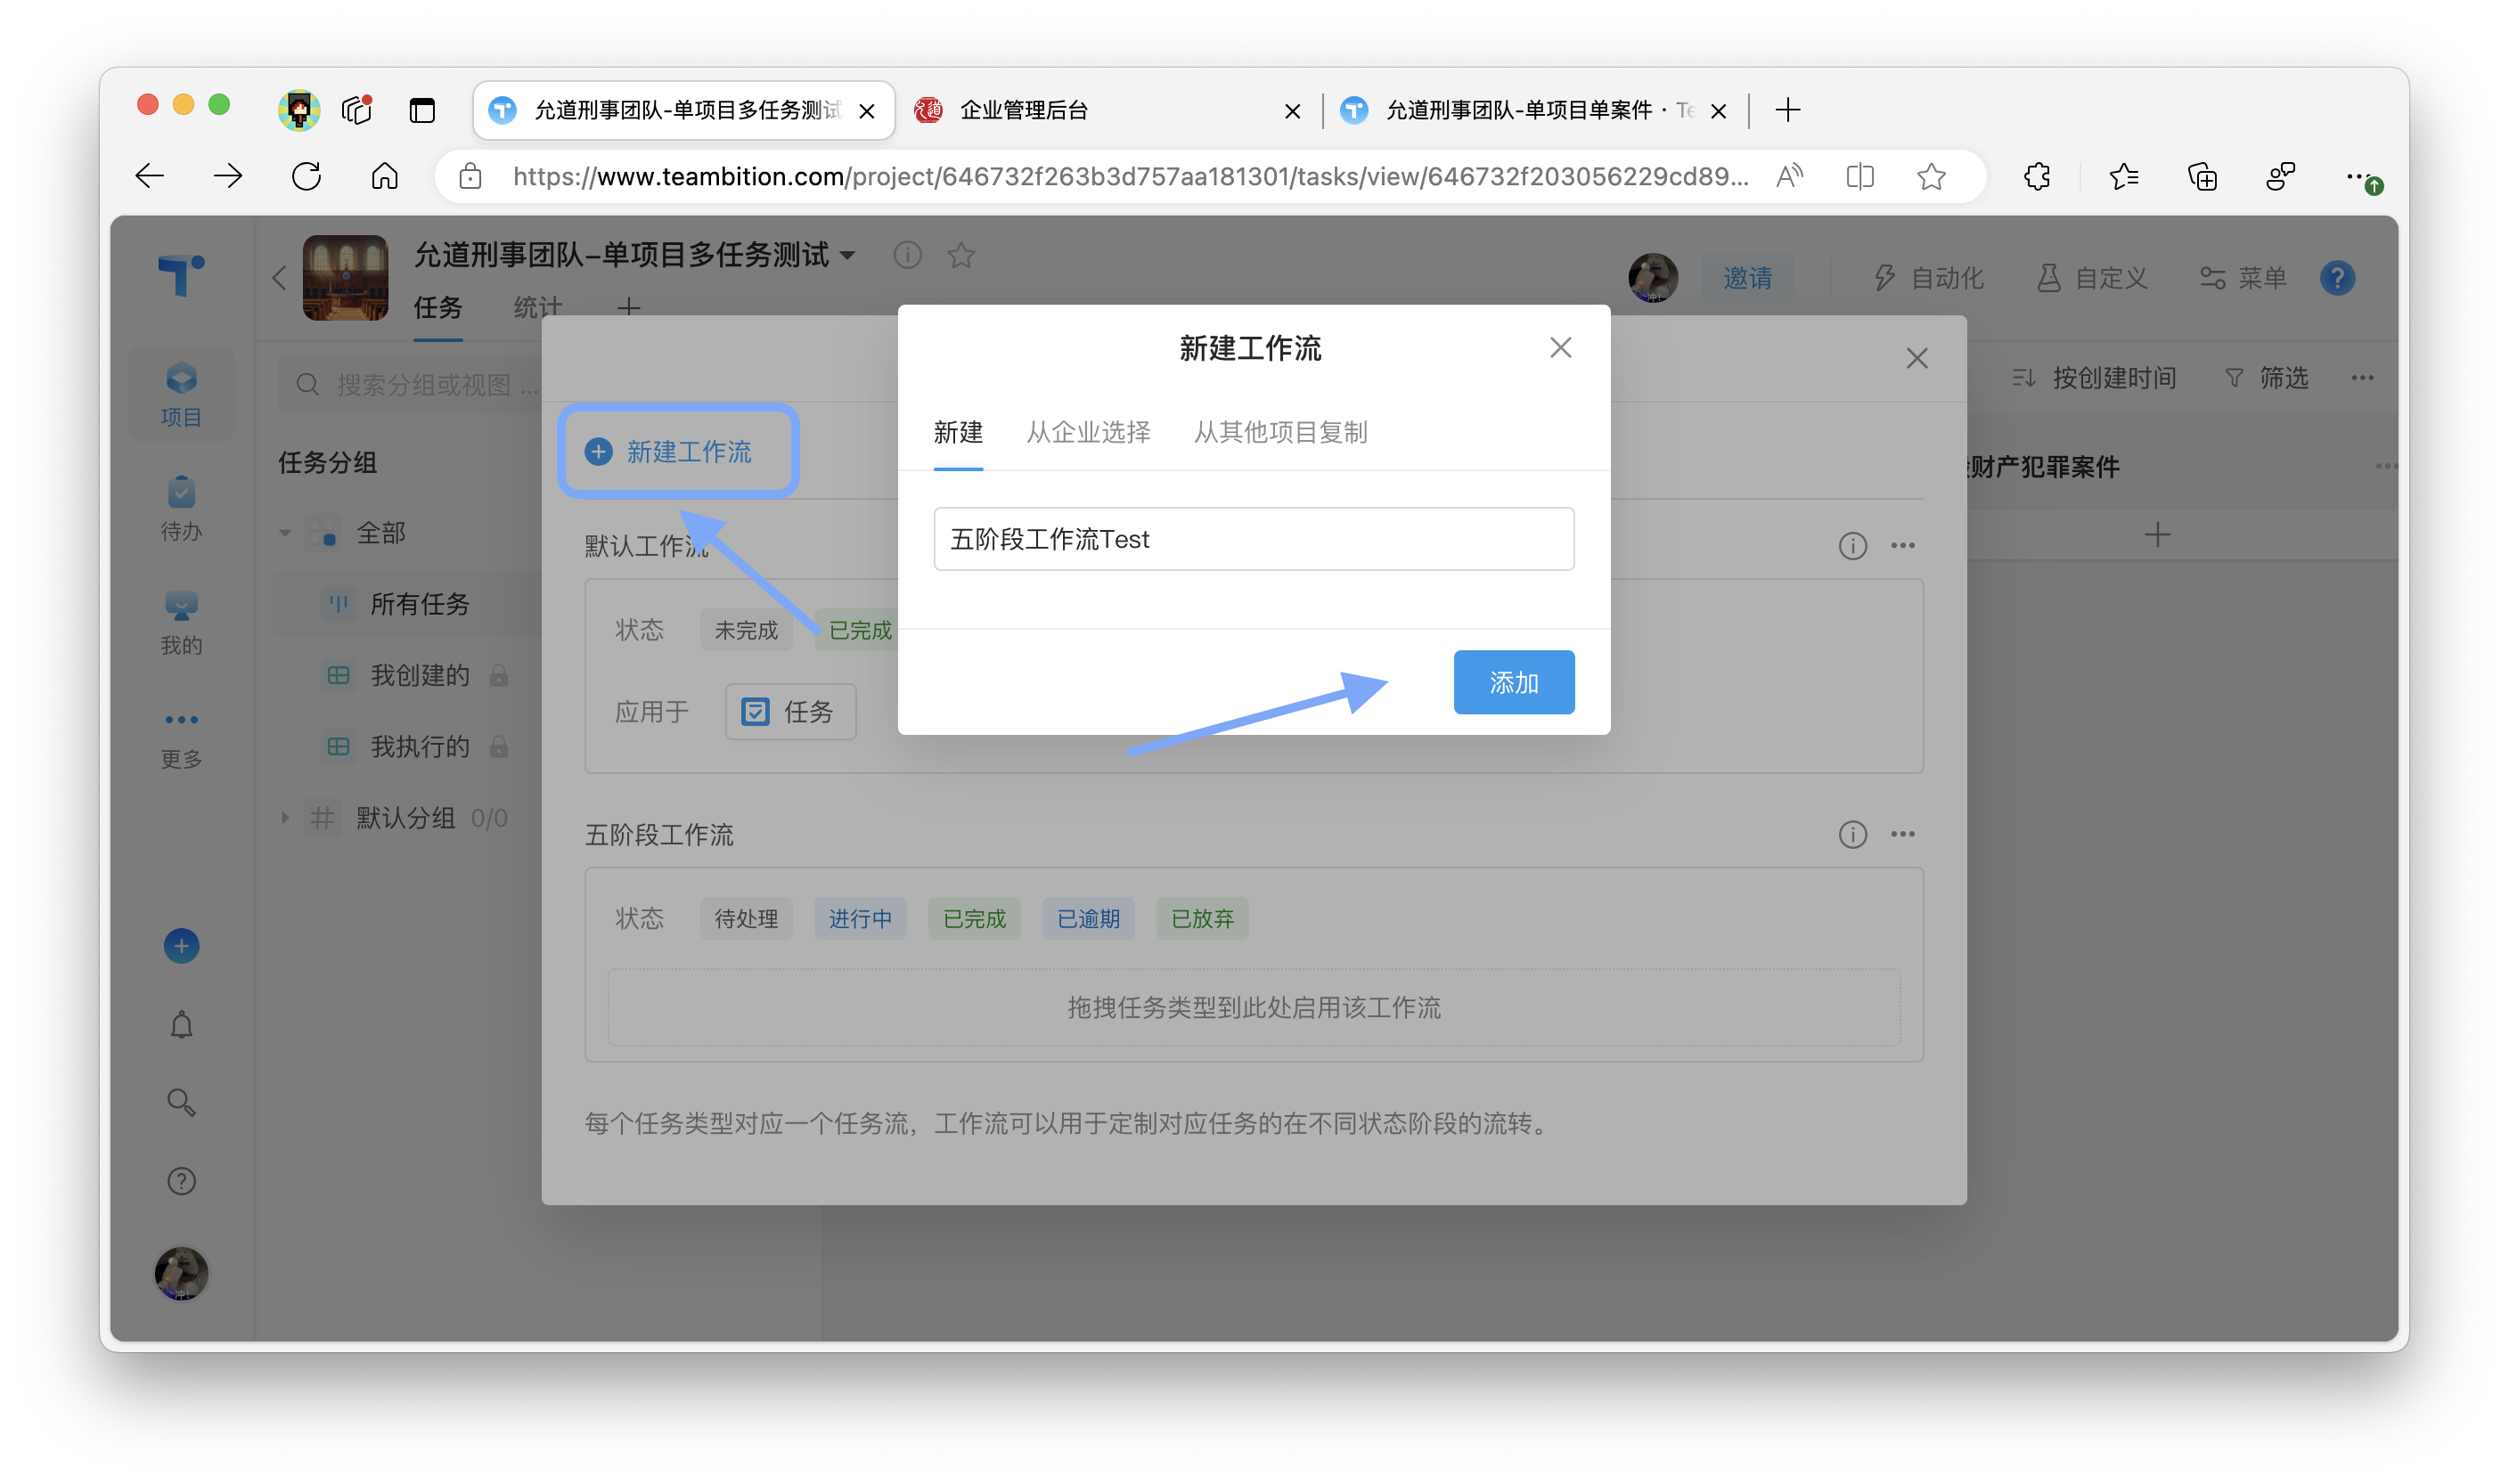 允道刑事团队-单项目多任务测试
企业管理后台
允道刑事团队-单项目单案件 · Te
https://www.teambition.com/project/646732f263b3d757aa181301/tasks/view/646732f203056229cd89...
允道刑事团队-单项目多任务测试
任务
统计
邀请
自动化
自定义
菜单
项目
待办
我的
更多
搜索分组或视图 ...
任务分组
全部
所有任务
我创建的
我执行的
默认分组 0/0
按创建时间
筛选
财产犯罪案件
新建工作流
新建
从企业选择
从其他项目复制
五阶段工作流Test
添加
新建工作流
默认工作流
状态
未完成
已完成
应用于
任务
五阶段工作流
状态
待处理
进行中
已完成
已逾期
已放弃
拖拽任务类型到此处启用该工作流
每个任务类型对应一个任务流，工作流可以用于定制对应任务的在不同状态阶段的流转。